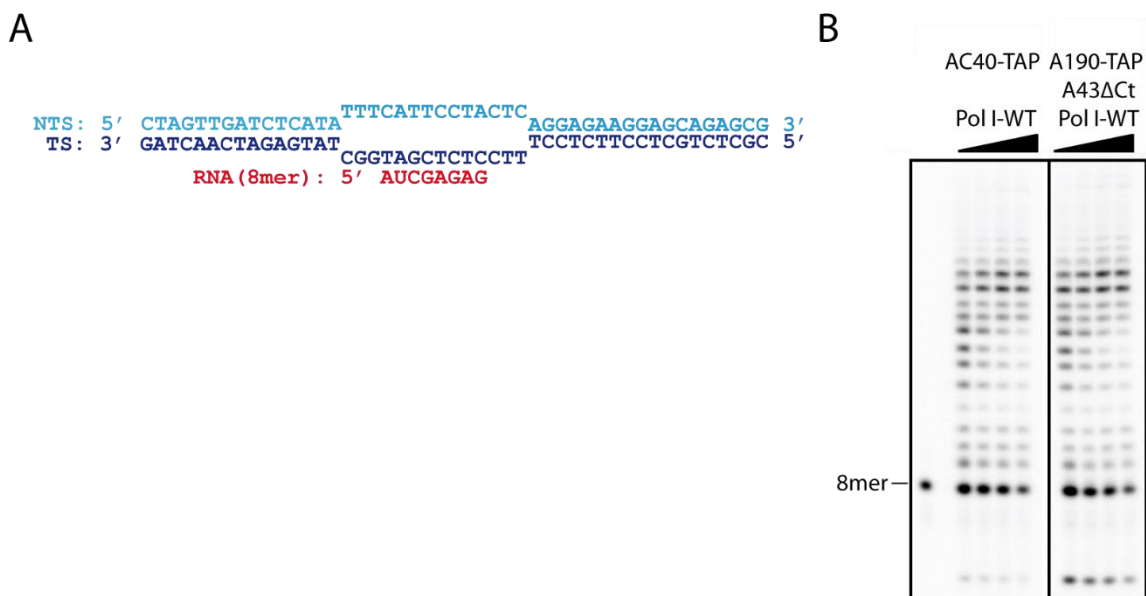 A
NTS: 5′ CTAGTTGATCTCATA TTTCATTCCTACTC AGGAGAAGGAGCAGAGCG 3′
TS: 3′ GATCAACTAGAGTAT CGGTAGCTCTCCTT TCCTCTTCCTCGTCTCGC 5′
RNA(8mer): 5′ AUCGAGAG
B
AC40-TAP A190-TAP
A43ΔCt
Pol I-WT Pol I-WT
8mer